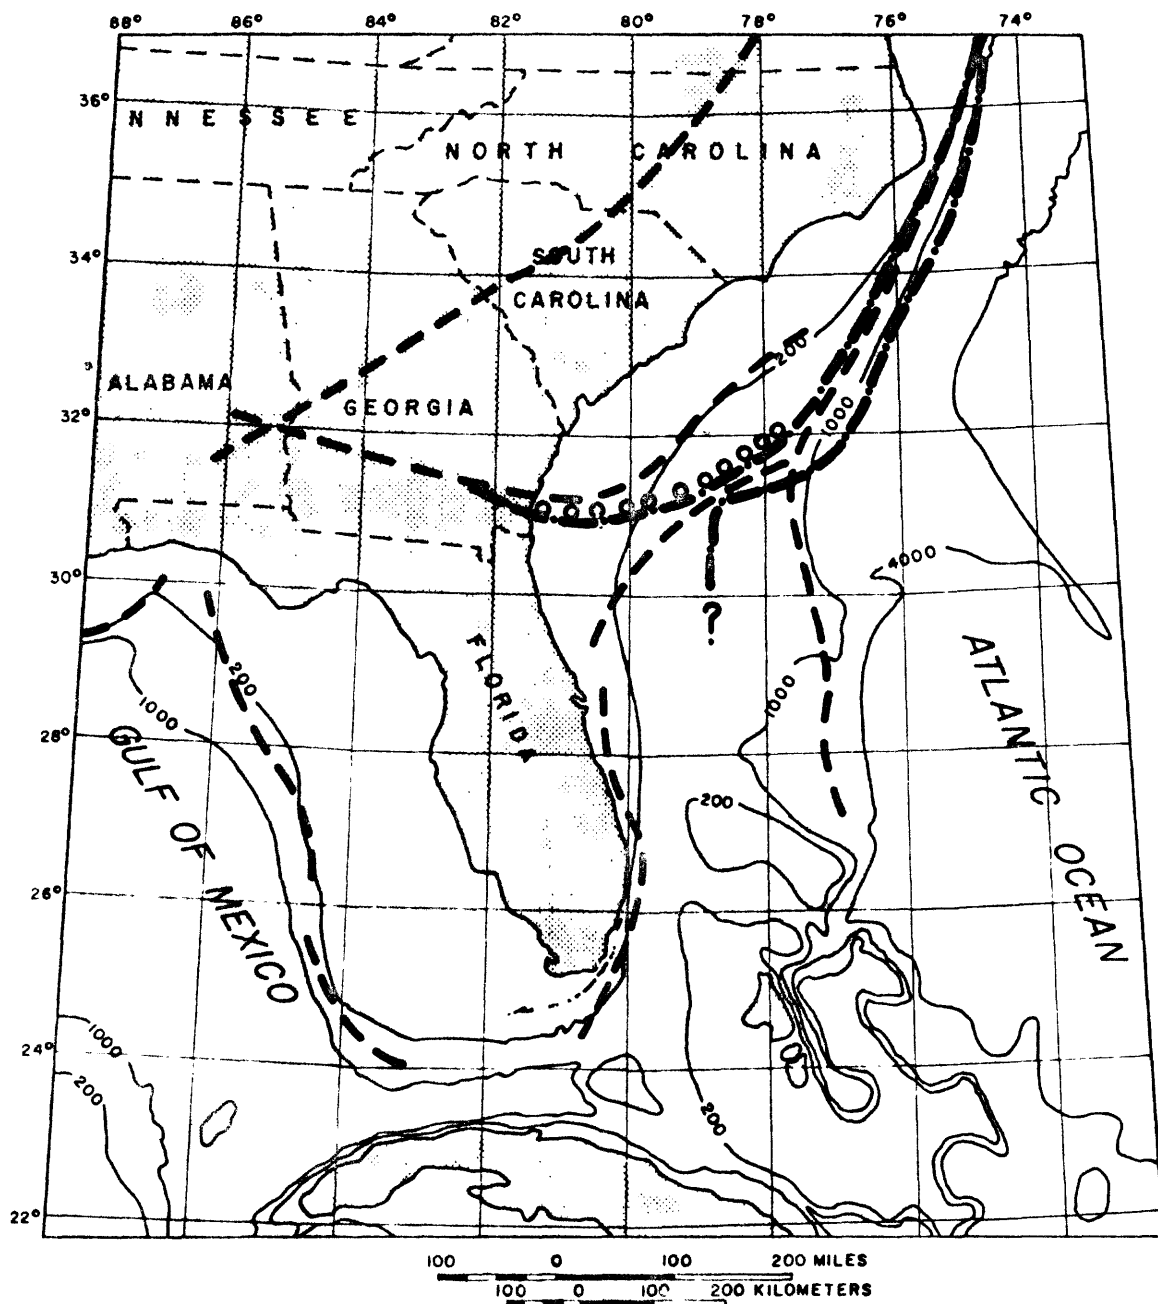 88° 86° 84° 82° 80° 78° 76° 74°
36°
NNESSEE
NORTH CAROLINA
34°
SOUTH
CAROLINA
200
ALABAMA
GEORGIA
32°
1000
30°
4000
?
FLORIDA
ATLANTIC OCEAN
200
1000
1000
28°
GULF OF MEXICO
200
26°
24°
1000
200
200
22°
100 0 100 200 MILES
100 0 100 200 KILOMETERS